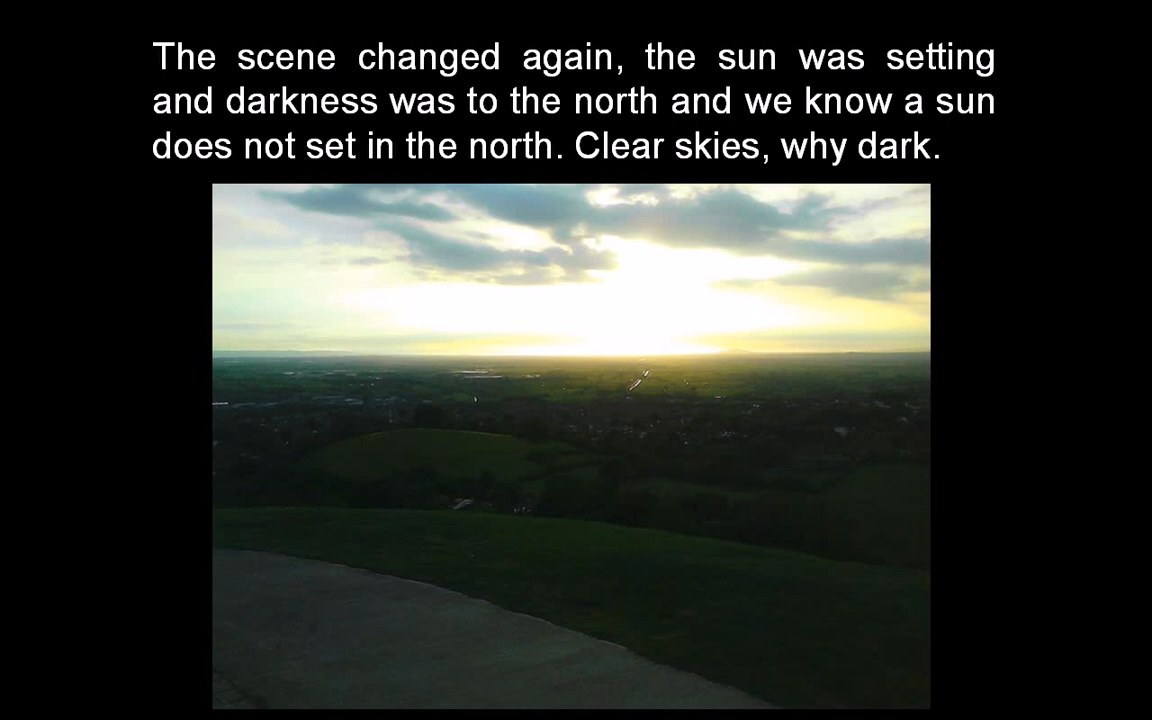 The scene changed again, the sun was setting
and darkness was to the north and we know a sun
does not set in the north. Clear skies, why dark.